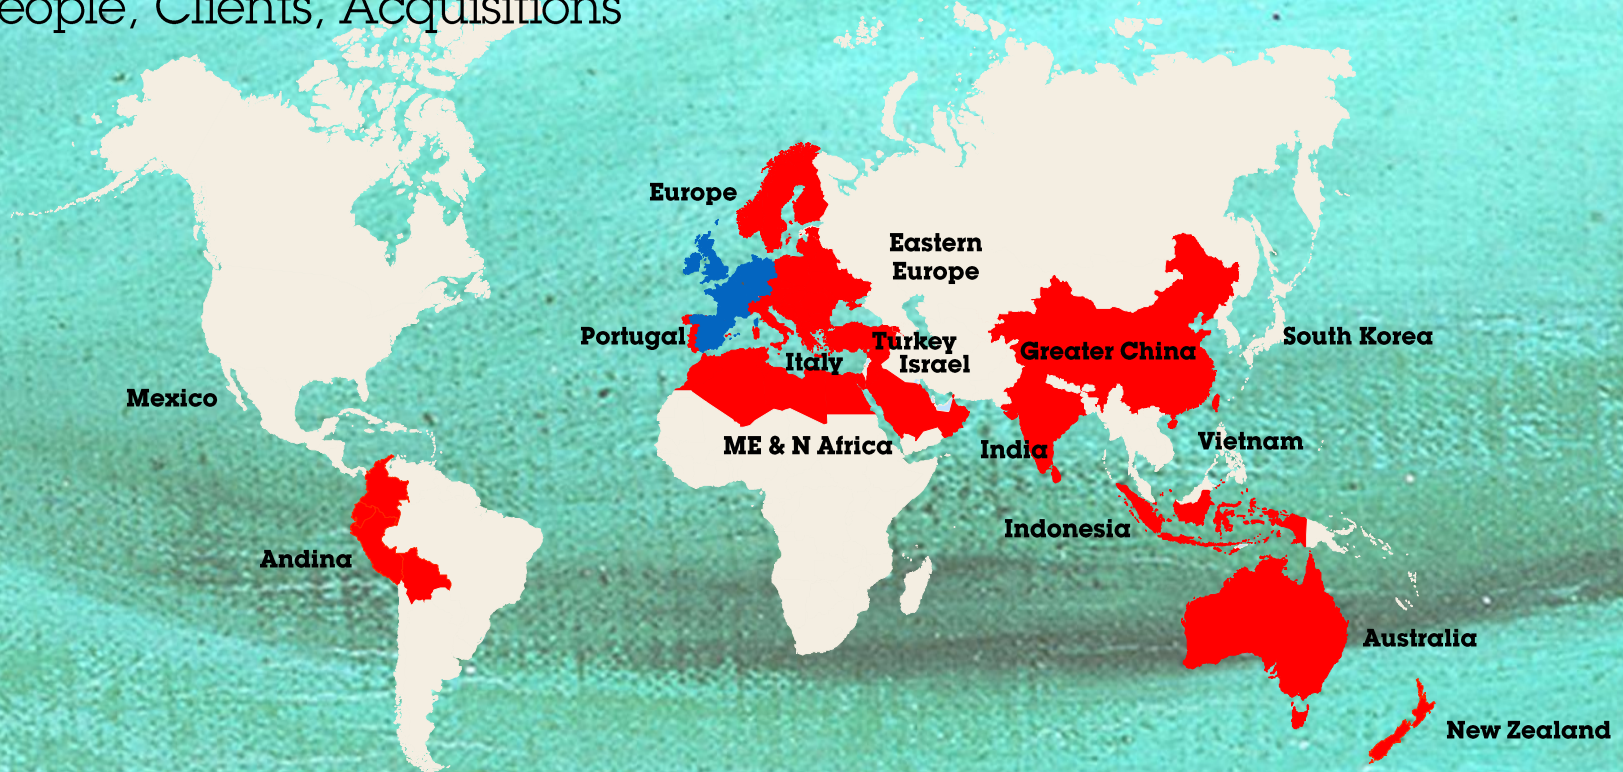 eople, Clients, Acquisitions
Europe
Eastern
Europe
Portugal
Italy
Turkey
Israel
Greater China
South Korea
Mexico
ME & N Africa
India
Vietnam
Indonesia
Andina
Australia
New Zealand